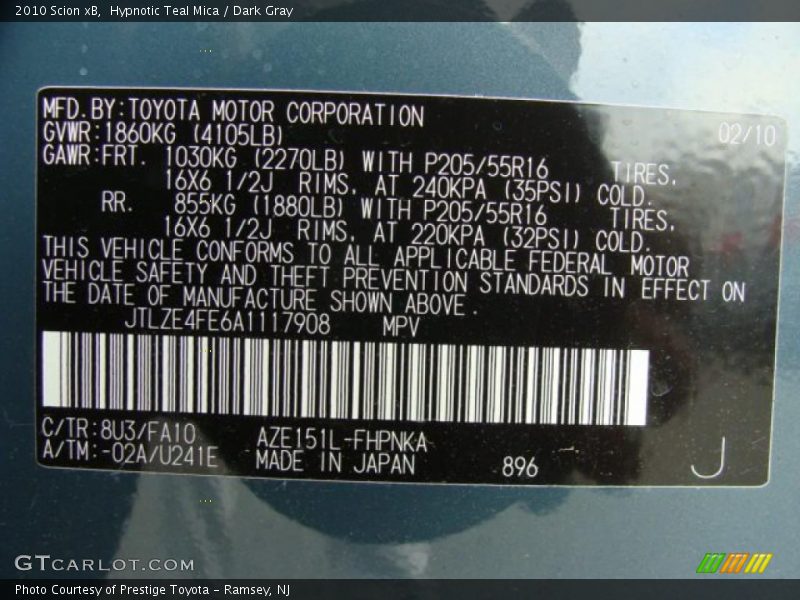 2010 Scion xB,  Hypnotic Teal Mica / Dark Gray
MFD.BY:TOYOTA MOTOR CORPORATION 02/10
GVWR:1860KG (4105LB)
GAWR:FRT. 1030KG (2270LB) WITH P205/55R16 TIRES,
16X6 1/2J RIMS, AT 240KPA (35PSI) COLD.
RR. 855KG (1880LB) WITH P205/55R16 TIRES,
16X6 1/2J RIMS, AT 220KPA (32PSI) COLD.
THIS VEHICLE CONFORMS TO ALL APPLICABLE FEDERAL MOTOR
VEHICLE SAFETY AND THEFT PREVENTION STANDARDS IN EFFECT ON
THE DATE OF MANUFACTURE SHOWN ABOVE.
JTLZE4FE6A1117908 MPV
C/TR:8U3/FA10 AZE151L-FHPNKA
A/TM:-02A/U241E MADE IN JAPAN 896 J
GTCARLOT.COM
Photo Courtesy of Prestige Toyota – Ramsey, NJ